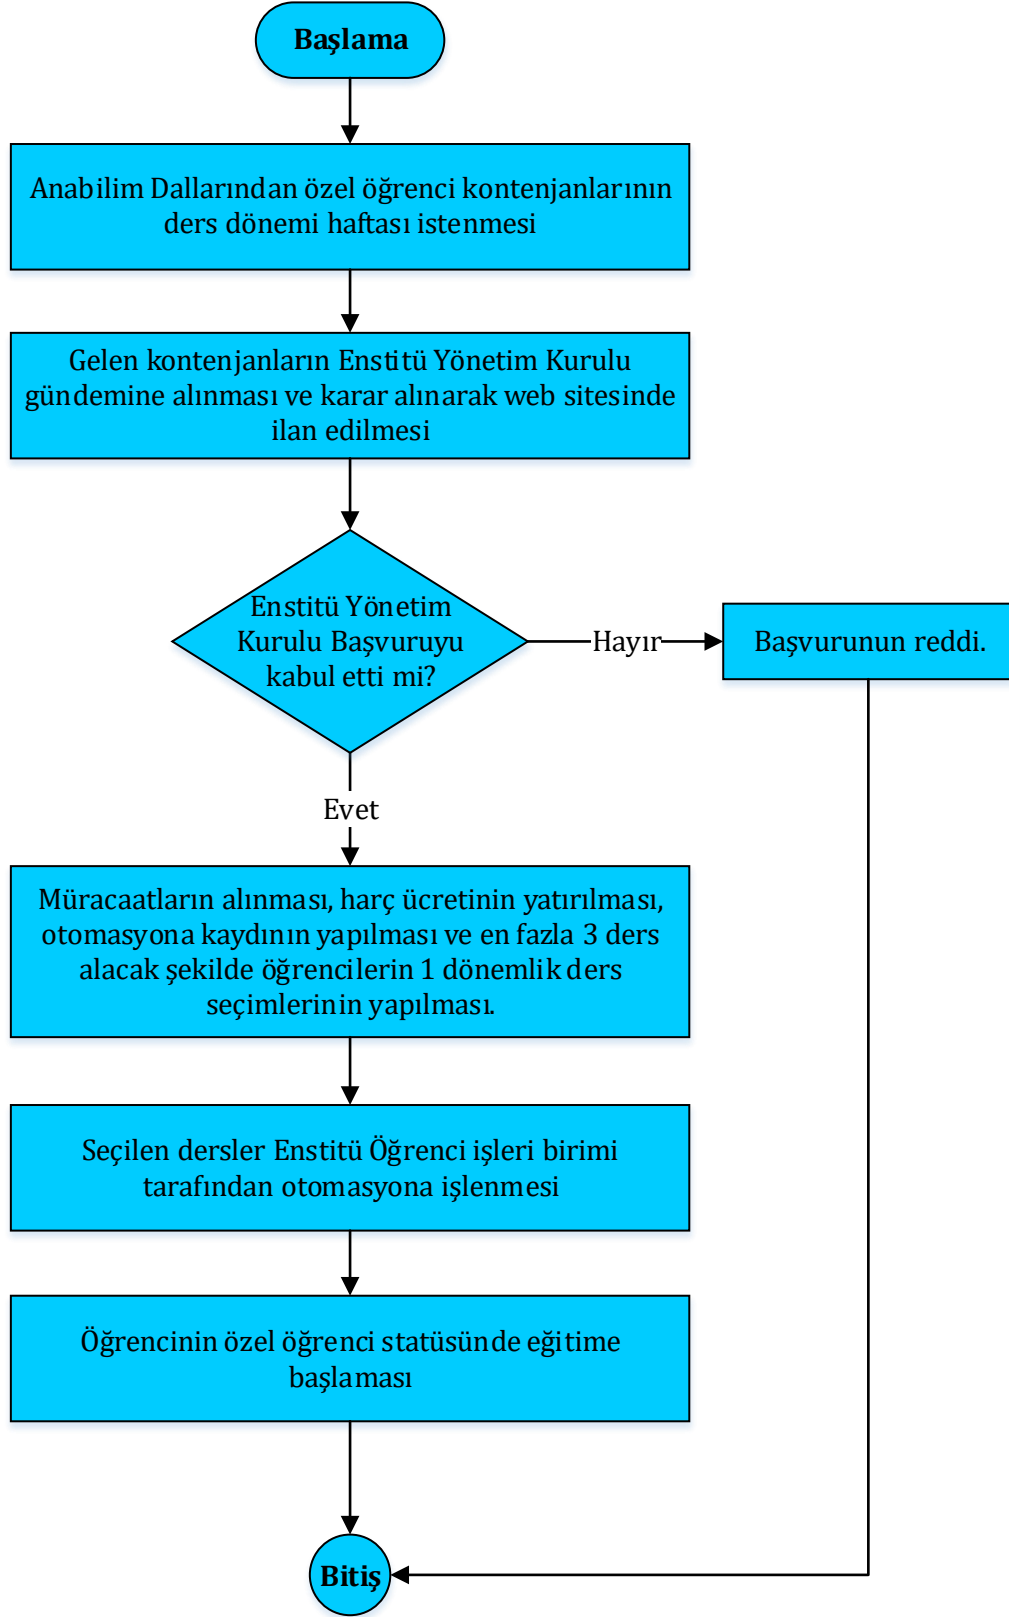 Başlama
Anabilim Dallarından özel öğrenci kontenjanlarının
ders dönemi haftası istenmesi
Gelen kontenjanların Enstitü Yönetim Kurulu
gündemine alınması ve karar alınarak web sitesinde
ilan edilmesi
Enstitü Yönetim
Kurulu Başvuruyu
kabul etti mi?
Hayır
Başvurunun reddi.
Evet
Müracaatların alınması, harç ücretinin yatırılması,
otomasyona kaydının yapılması ve en fazla 3 ders
alacak şekilde öğrencilerin 1 dönemlik ders
seçimlerinin yapılması.
Seçilen dersler Enstitü Öğrenci işleri birimi
tarafından otomasyona işlenmesi
Öğrencinin özel öğrenci statüsünde eğitime
başlaması
Bitiş